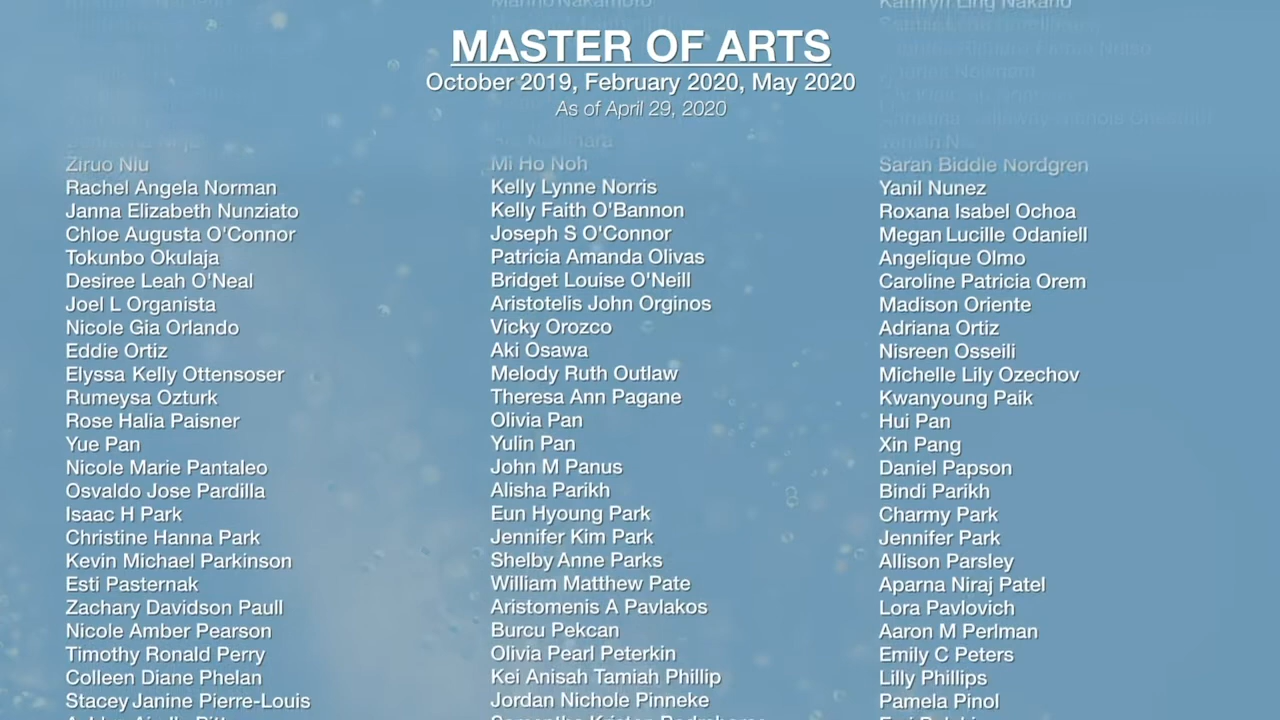 Marino Nakamoto
Kathryn Ling Nakano
MASTER OF ARTS
October 2019, February 2020, May 2020
As of April 29, 2020
Ziruo Niu
Mi Ho Noh
Sarah Biddle Nordgren
Rachel Angela Norman
Kelly Lynne Norris
Yanil Nunez
Janna Elizabeth Nunziato
Kelly Faith O'Bannon
Roxana Isabel Ochoa
Chloe Augusta O'Connor
Joseph S O'Connor
Megan Lucille Odaniell
Tokunbo Okulaja
Patricia Amanda Olivas
Angelique Olmo
Desiree Leah O'Neal
Bridget Louise O'Neill
Caroline Patricia Orem
Joel L Organista
Aristotelis John Orginos
Madison Oriente
Nicole Gia Orlando
Vicky Orozco
Adriana Ortiz
Eddie Ortiz
Aki Osawa
Nisreen Osseili
Elyssa Kelly Ottensoser
Melody Ruth Outlaw
Michelle Lily Ozechov
Rumeysa Ozturk
Theresa Ann Pagane
Kwanyoung Paik
Rose Halia Paisner
Olivia Pan
Hui Pan
Yue Pan
Yulin Pan
Xin Pang
Nicole Marie Pantaleo
John M Panus
Daniel Papson
Osvaldo Jose Pardilla
Alisha Parikh
Bindi Parikh
Isaac H Park
Eun Hyoung Park
Charmy Park
Christine Hanna Park
Jennifer Kim Park
Jennifer Park
Kevin Michael Parkinson
Shelby Anne Parks
Allison Parsley
Esti Pasternak
William Matthew Pate
Aparna Niraj Patel
Zachary Davidson Paull
Aristomenis A Pavlakos
Lora Pavlovich
Nicole Amber Pearson
Burcu Pekcan
Aaron M Perlman
Timothy Ronald Perry
Olivia Pearl Peterkin
Emily C Peters
Colleen Diane Phelan
Kei Anisah Tamiah Phillip
Lilly Phillips
Stacey Janine Pierre-Louis
Jordan Nichole Pinneke
Pamela Pinol